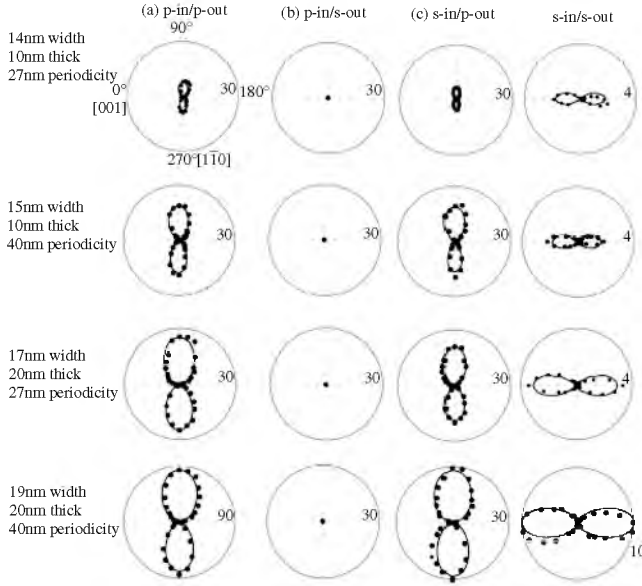 (a) p-in/p-out
(b) p-in/s-out
(c) s-in/p-out
s-in/s-out
14nm width
10nm thick
27nm periodicity
90°
0°
[001]
180°
270°[11̄0]
30
30
30
4
15nm width
10nm thick
40nm periodicity
30
30
30
4
17nm width
20nm thick
27nm periodicity
30
30
30
4
19nm width
20nm thick
40nm periodicity
90
30
30
10